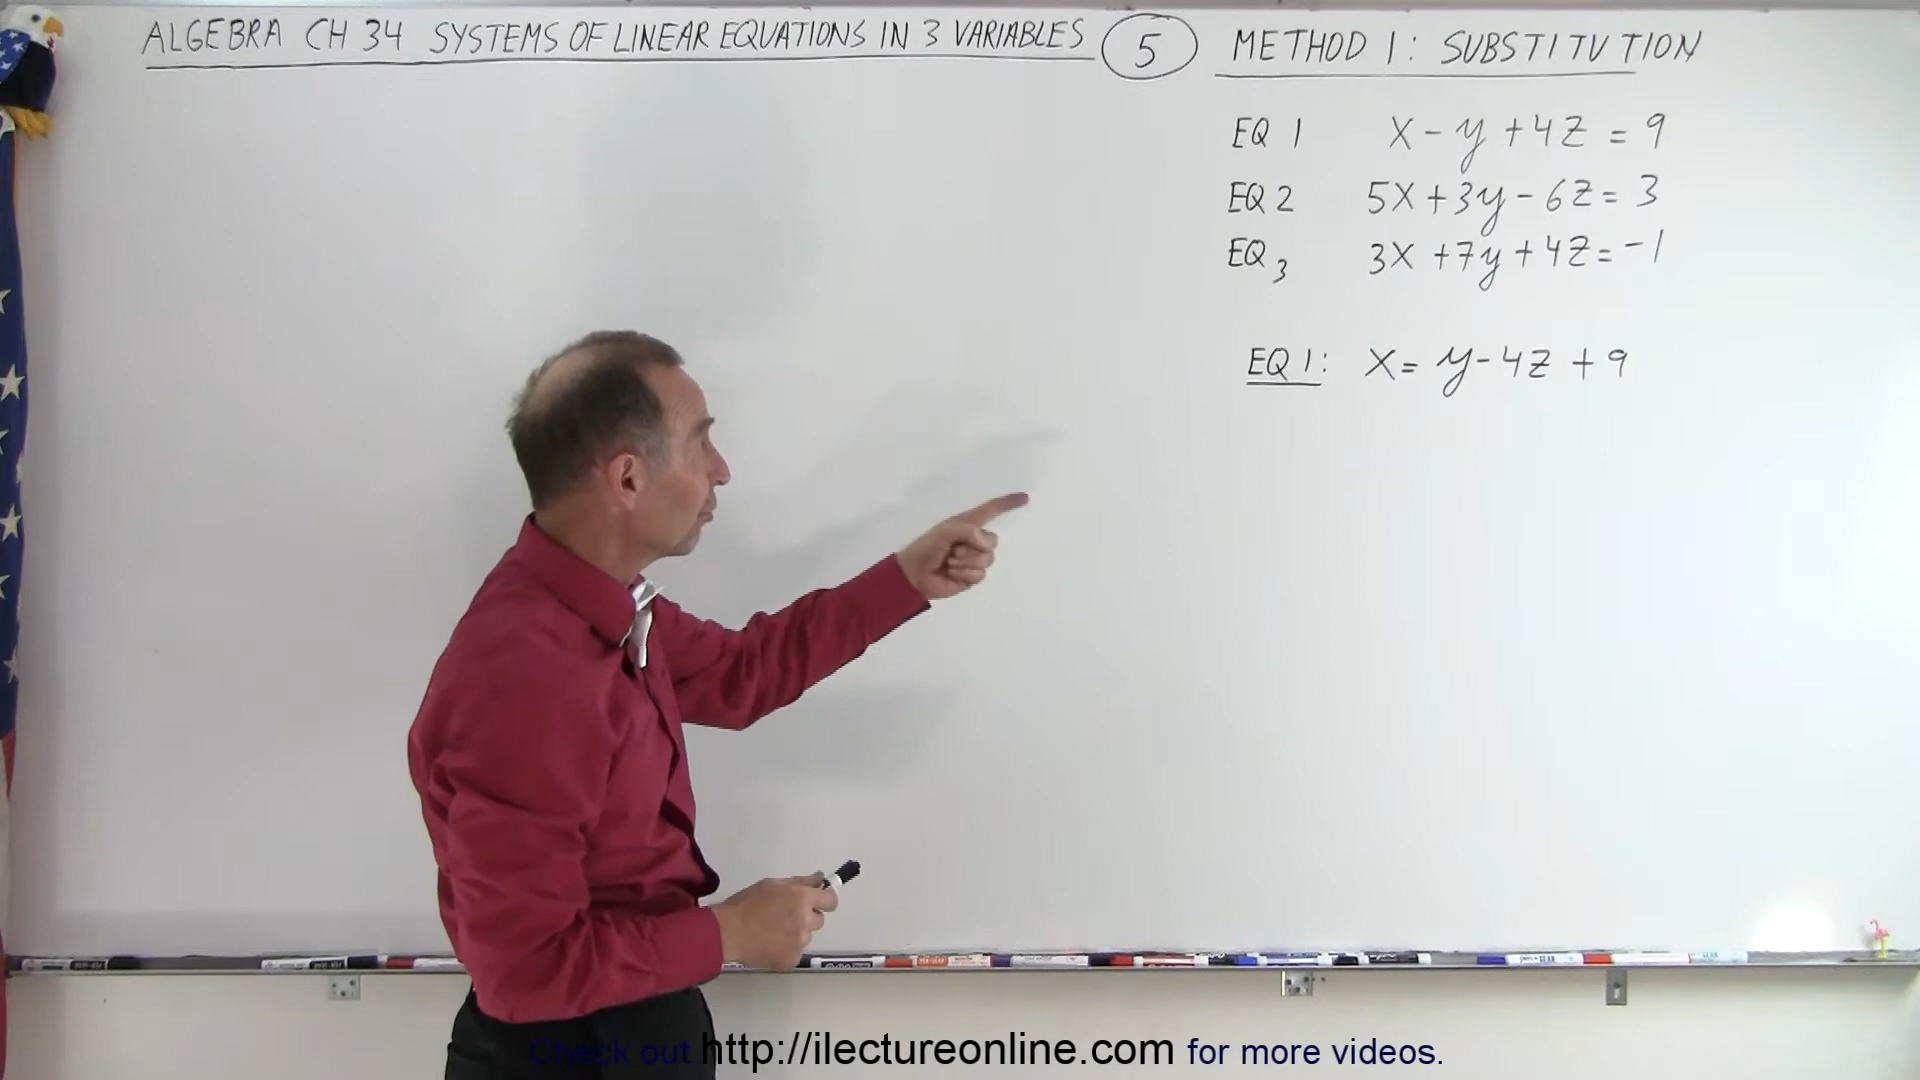 ALGEBRA CH 34 SYSTEMS OF LINEAR EQUATIONS IN 3 VARIABLES 5 METHOD 1: SUBSTITUTION
EQ 1 X - y + 4Z = 9
EQ 2 5X + 3y - 6Z = 3
EQ 3 3X + 7y + 4Z = -1
EQ 1: X = y - 4Z + 9
Check out http://ilectureonline.com for more videos.